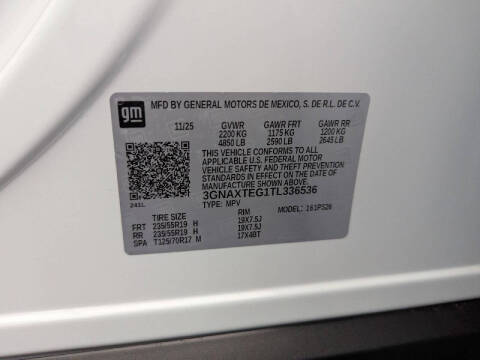 gm
MFD BY GENERAL MOTORS DE MEXICO, S. DE R.L. DE C.V.
11/25 GVWR GAWR FRT GAWR RR
2200 KG 1175 KG 1200 KG
4850 LB 2590 LB 2645 LB
THIS VEHICLE CONFORMS TO ALL
APPLICABLE U.S. FEDERAL MOTOR
VEHICLE SAFETY AND THEFT PREVENTION
STANDARDS IN EFFECT ON THE DATE OF
MANUFACTURE SHOWN ABOVE.
3GNAXTEG1TL336536
TYPE: MPV MODEL: 1S1PS26
241L
TIRE SIZE RIM
FRT 235/55R19 H 19X7.5J
RR 235/55R19 H 19X7.5J
SPA T125/70R17 M 17X4BT